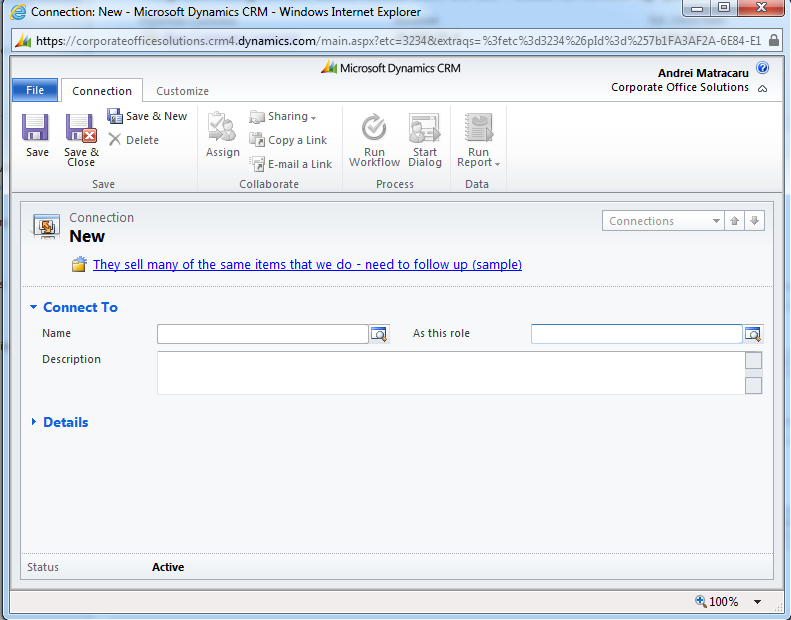 Connection: New - Microsoft Dynamics CRM - Windows Internet Explorer
https://corporateofficesolutions.crm4.dynamics.com/main.aspx?etc=3234&extraqs=%3fetc%3d3234%26pId%3d%257b1FA3AF2A-6E84-E1
Microsoft Dynamics CRM
Andrei Matracaru
Corporate Office Solutions
File Connection Customize
Save
Save & Close
Save & New
Delete
Save
Assign
Sharing
Copy a Link
E-mail a Link
Collaborate
Run Workflow
Start Dialog
Process
Run Report
Data
Connection
New
Connections
They sell many of the same items that we do - need to follow up (sample)
Connect To
Name As this role
Description
Details
Status Active
100%